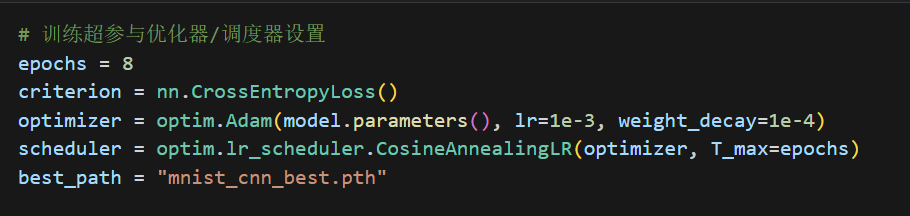 # 训练超参与优化器/调度器设置
epochs = 8
criterion = nn.CrossEntropyLoss()
optimizer = optim.Adam(model.parameters(), lr=1e-3, weight_decay=1e-4)
scheduler = optim.lr_scheduler.CosineAnnealingLR(optimizer, T_max=epochs)
best_path = "mnist_cnn_best.pth"